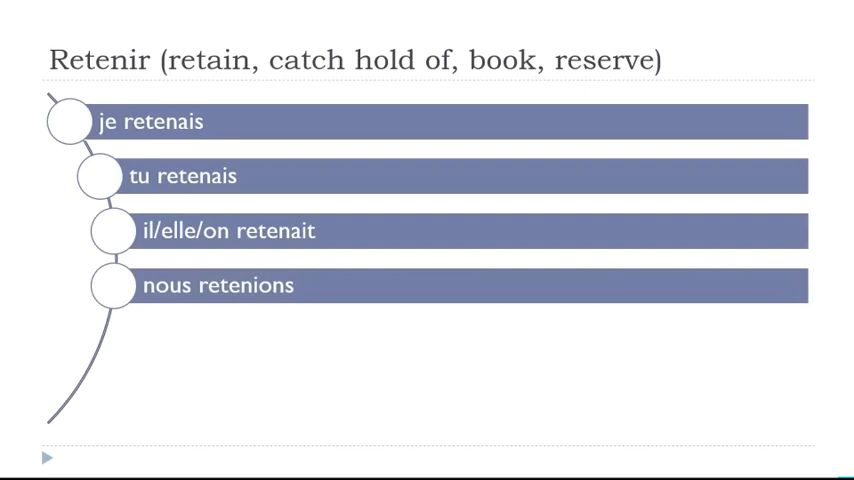 Retenir (retain, catch hold of, book, reserve)
je retenais
tu retenais
il/elle/on retenait
nous retenions